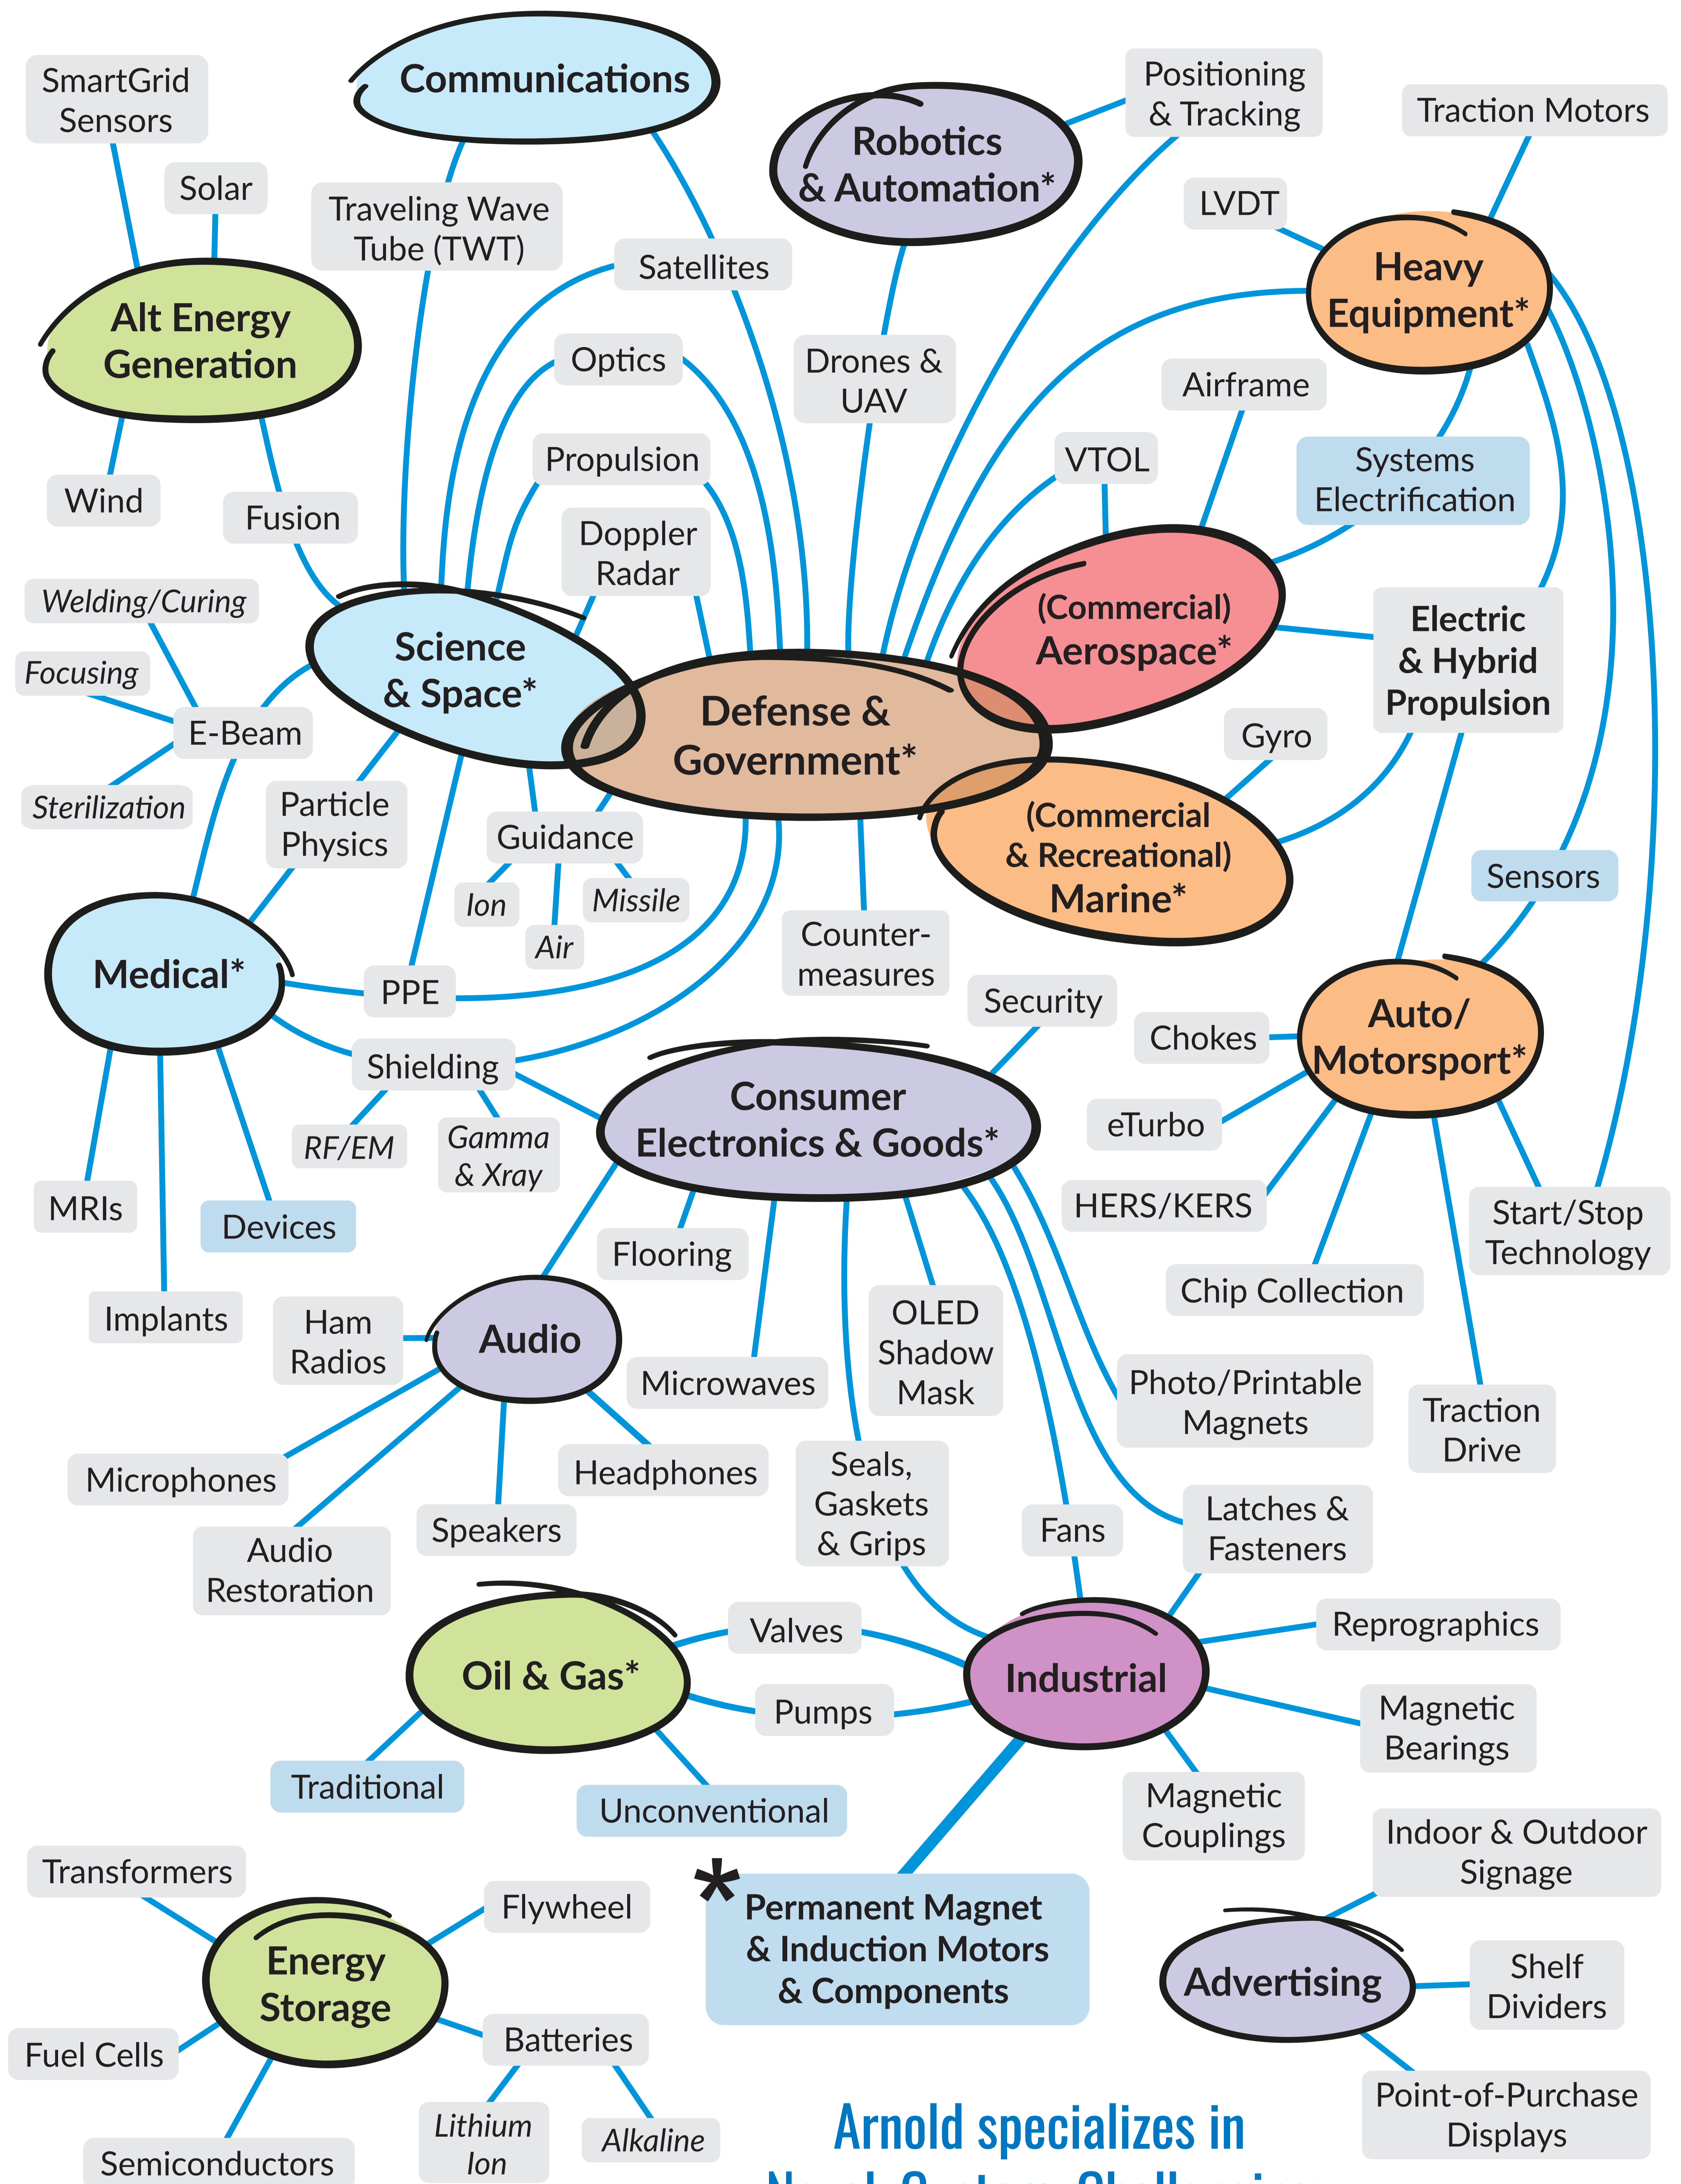 Communications
SmartGrid
Sensors
Positioning
& Tracking
Traction Motors
Robotics
& Automation*
Solar
Traveling Wave
Tube (TWT)
LVDT
Satellites
Heavy
Equipment*
Alt Energy
Generation
Optics
Drones &
UAV
Airframe
Propulsion
VTOL
Systems
Electrification
Wind
Fusion
Doppler
Radar
Welding/Curing
Science
& Space*
(Commercial)
Aerospace*
Electric
& Hybrid
Propulsion
Focusing
E-Beam
Defense &
Government*
Gyro
Sterilization
Particle
Physics
Guidance
(Commercial
& Recreational)
Marine*
Sensors
Ion
Missile
Air
Counter-
measures
Medical*
PPE
Security
Chokes
Auto/
Motorsport*
Shielding
Consumer
Electronics & Goods*
eTurbo
RF/EM
Gamma
& Xray
MRIs
Devices
HERS/KERS
Start/Stop
Technology
Flooring
Chip Collection
Implants
Ham
Radios
Audio
OLED
Shadow
Mask
Microwaves
Photo/Printable
Magnets
Traction
Drive
Microphones
Headphones
Seals,
Gaskets
& Grips
Speakers
Fans
Latches &
Fasteners
Audio
Restoration
Valves
Reprographics
Oil & Gas*
Industrial
Pumps
Magnetic
Bearings
Traditional
Unconventional
Magnetic
Couplings
Indoor & Outdoor
Signage
Transformers
Flywheel
*
Permanent Magnet
& Induction Motors
& Components
Energy
Storage
Advertising
Shelf
Dividers
Fuel Cells
Batteries
Point-of-Purchase
Displays
Lithium
Ion
Alkaline
Semiconductors
Arnold specializes in